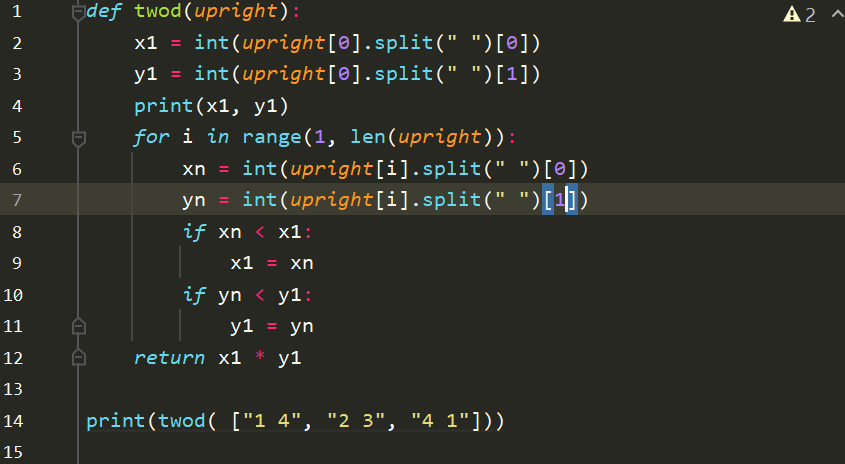 1 def twod(upright):
2 x1 = int(upright[0].split(" ")[0])
3 y1 = int(upright[0].split(" ")[1])
4 print(x1, y1)
5 for i in range(1, len(upright)):
6 xn = int(upright[i].split(" ")[0])
7 yn = int(upright[i].split(" ")[1])
8 if xn < x1:
9 x1 = xn
10 if yn < y1:
11 y1 = yn
12 return x1 * y1
13
14 print(twod( ["1 4", "2 3", "4 1"]))
15
2